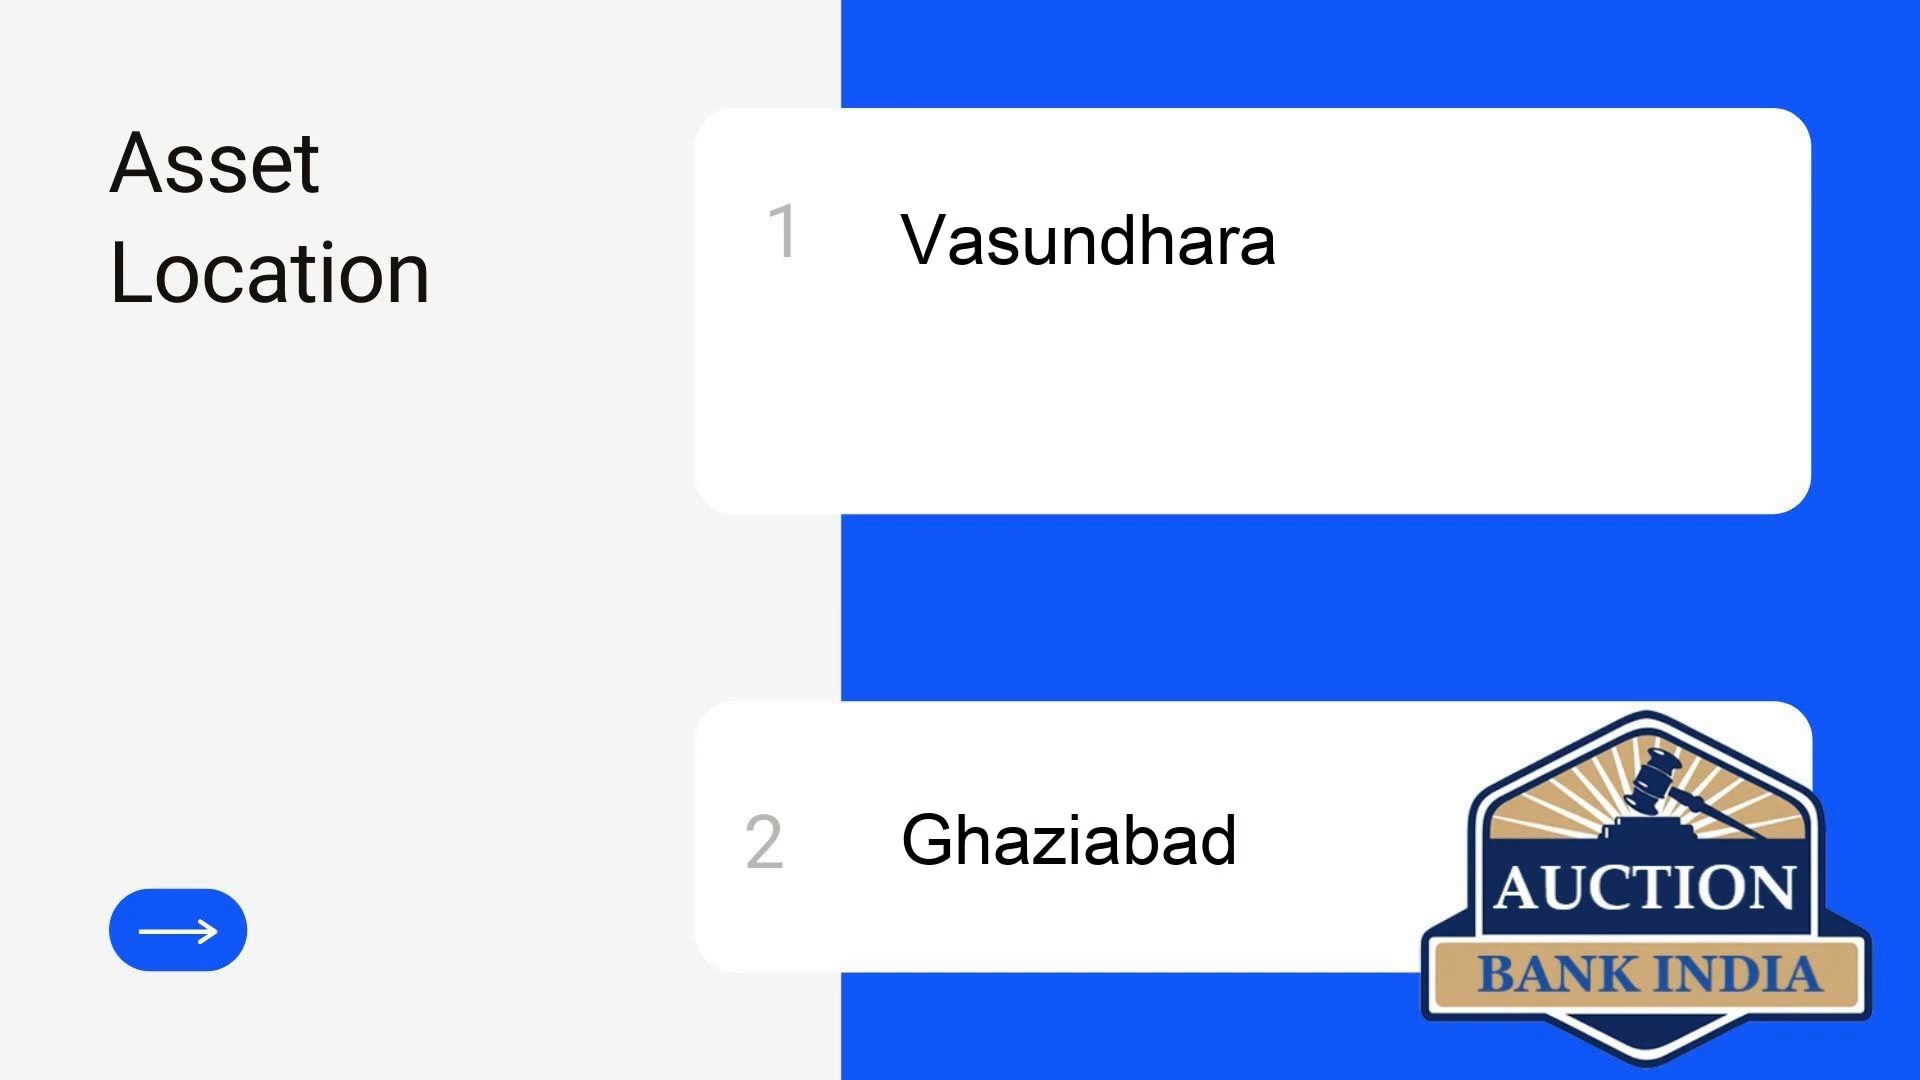 Asset
Location
1
Vasundhara
2
Ghaziabad
AUCTION
BANK INDIA